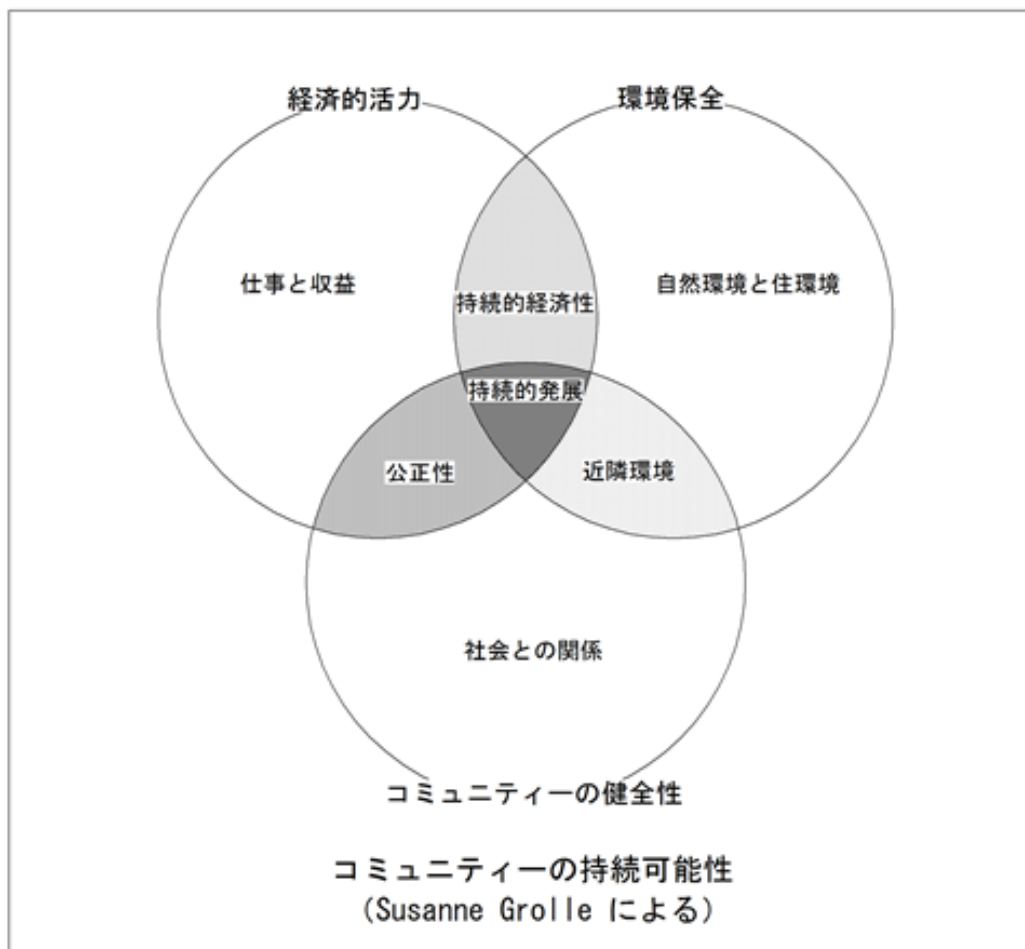 経済的活力
環境保全
仕事と収益
自然環境と住環境
持続的経済性
持続的発展
公正性
近隣環境
社会との関係
コミュニティーの健全性
コミュニティーの持続可能性
(Susanne Grolle による)